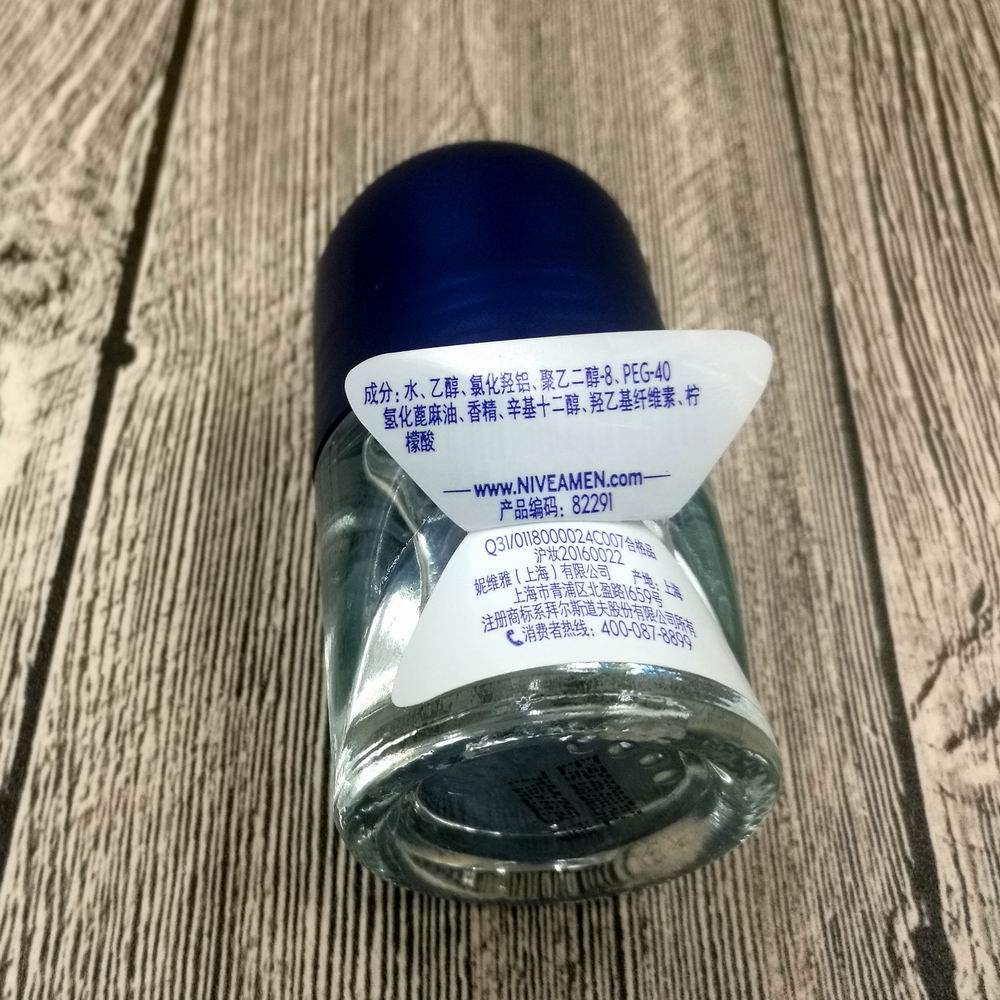 成分：水、乙醇、氯化羟铝、聚乙二醇-8、PEG-40
氢化蓖麻油、香精、辛基十二醇、羟乙基纤维素、柠
檬酸
www.NIVEAMEN.com
产品编码：82291
Q31/0118000024C007合格品
沪妆20160022
妮维雅（上海）有限公司 产地：上海
上海市青浦区北盈路1659号
注册商标系拜尔斯道夫股份有限公司所有
消费者热线：400-087-8899